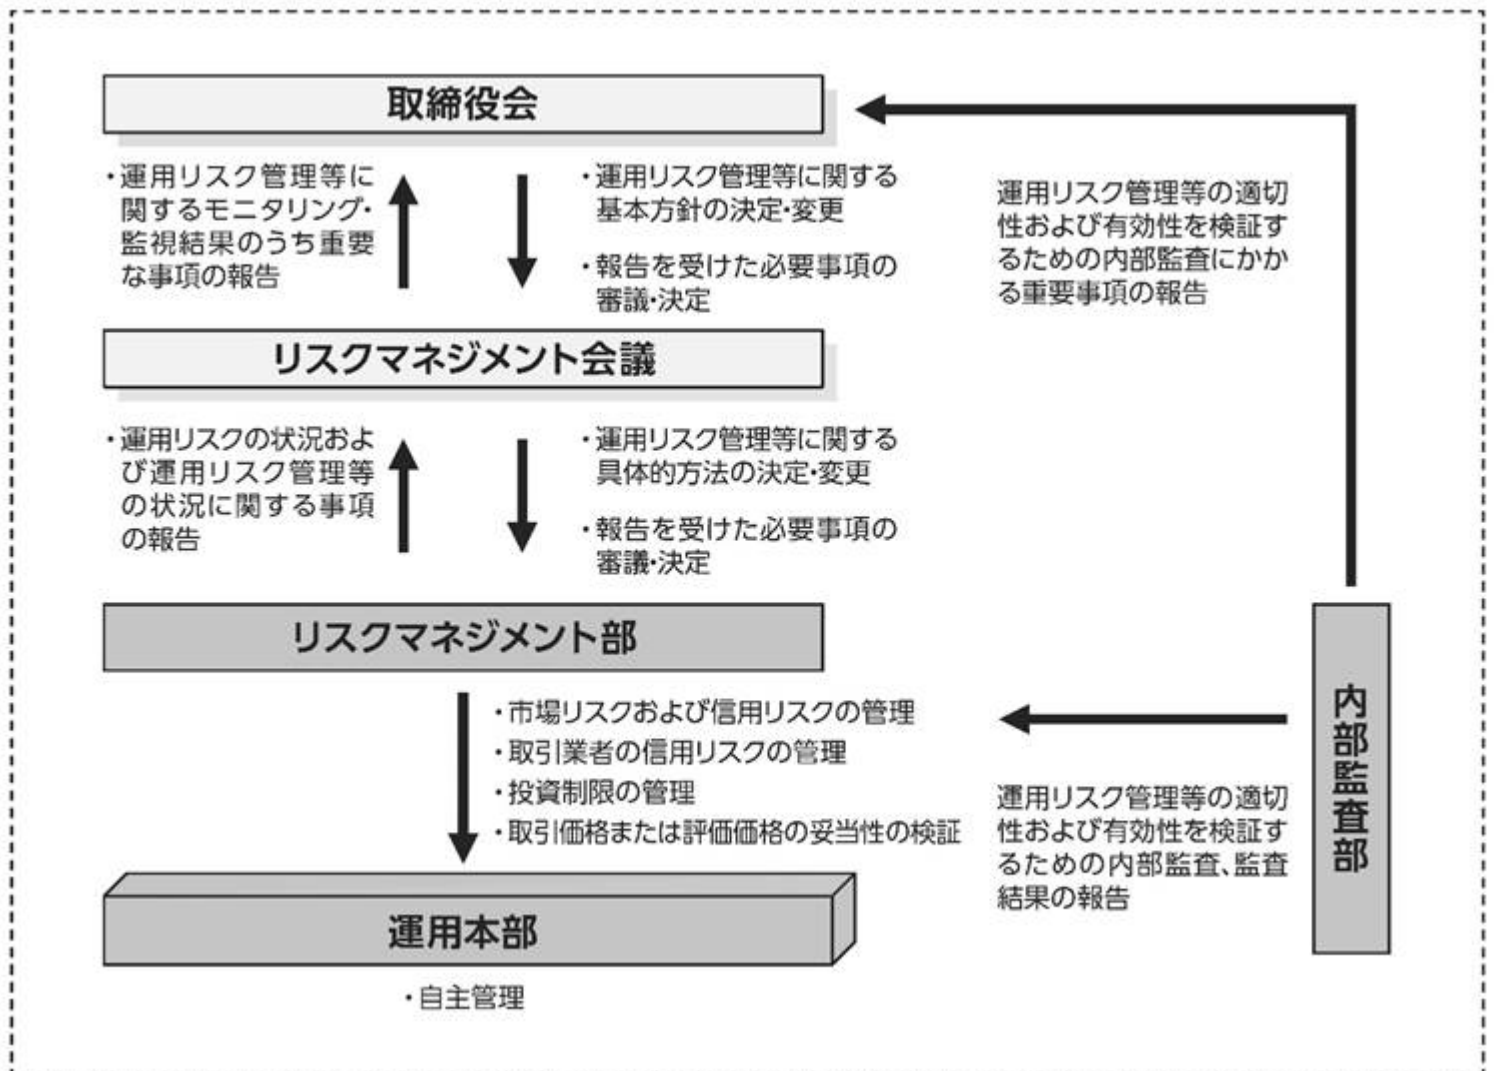 取締役会
・運用リスク管理等に
関するモニタリング・
監視結果のうち重要
な事項の報告
・運用リスク管理等に関する
基本方針の決定・変更
・報告を受けた必要事項の
審議・決定
運用リスク管理等の適切
性および有効性を検証す
るための内部監査にかか
る重要事項の報告
リスクマネジメント会議
・運用リスクの状況およ
び運用リスク管理等
の状況に関する事項
の報告
・運用リスク管理等に関する
具体的方法の決定・変更
・報告を受けた必要事項の
審議・決定
リスクマネジメント部
・市場リスクおよび信用リスクの管理
・取引業者の信用リスクの管理
・投資制限の管理
・取引価格または評価価格の妥当性の検証
内部監査部
運用リスク管理等の適切
性および有効性を検証す
るための内部監査、監査
結果の報告
運用本部
・自主管理